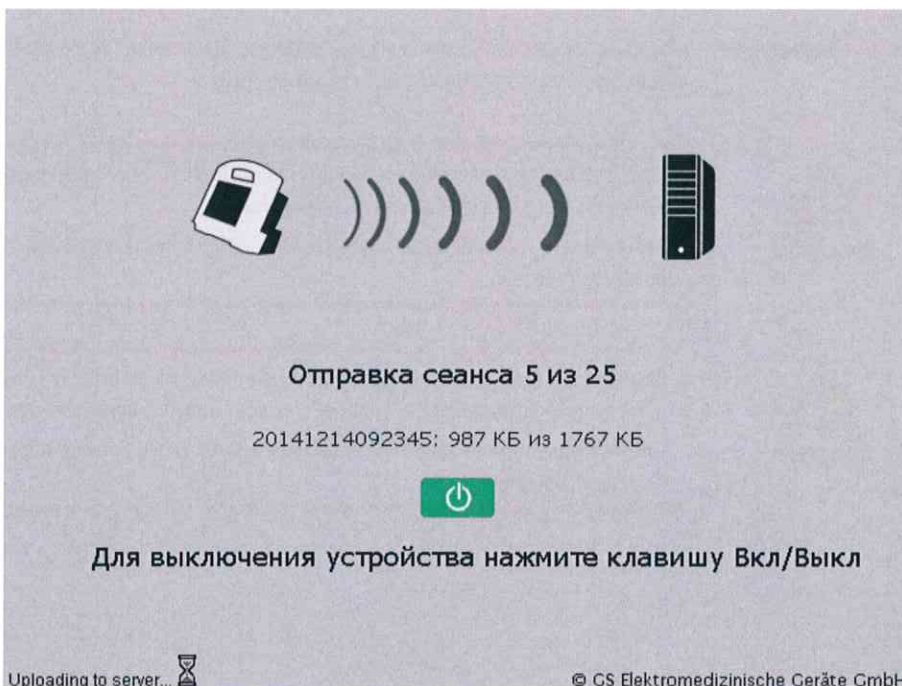 Отправка сеанса 5 из 25
20141214092345: 987 КБ из 1767 КБ
Для выключения устройства нажмите клавишу Вкл/Выкл
Uploading to server...
© GS Elektromedizinische Geräte GmbH